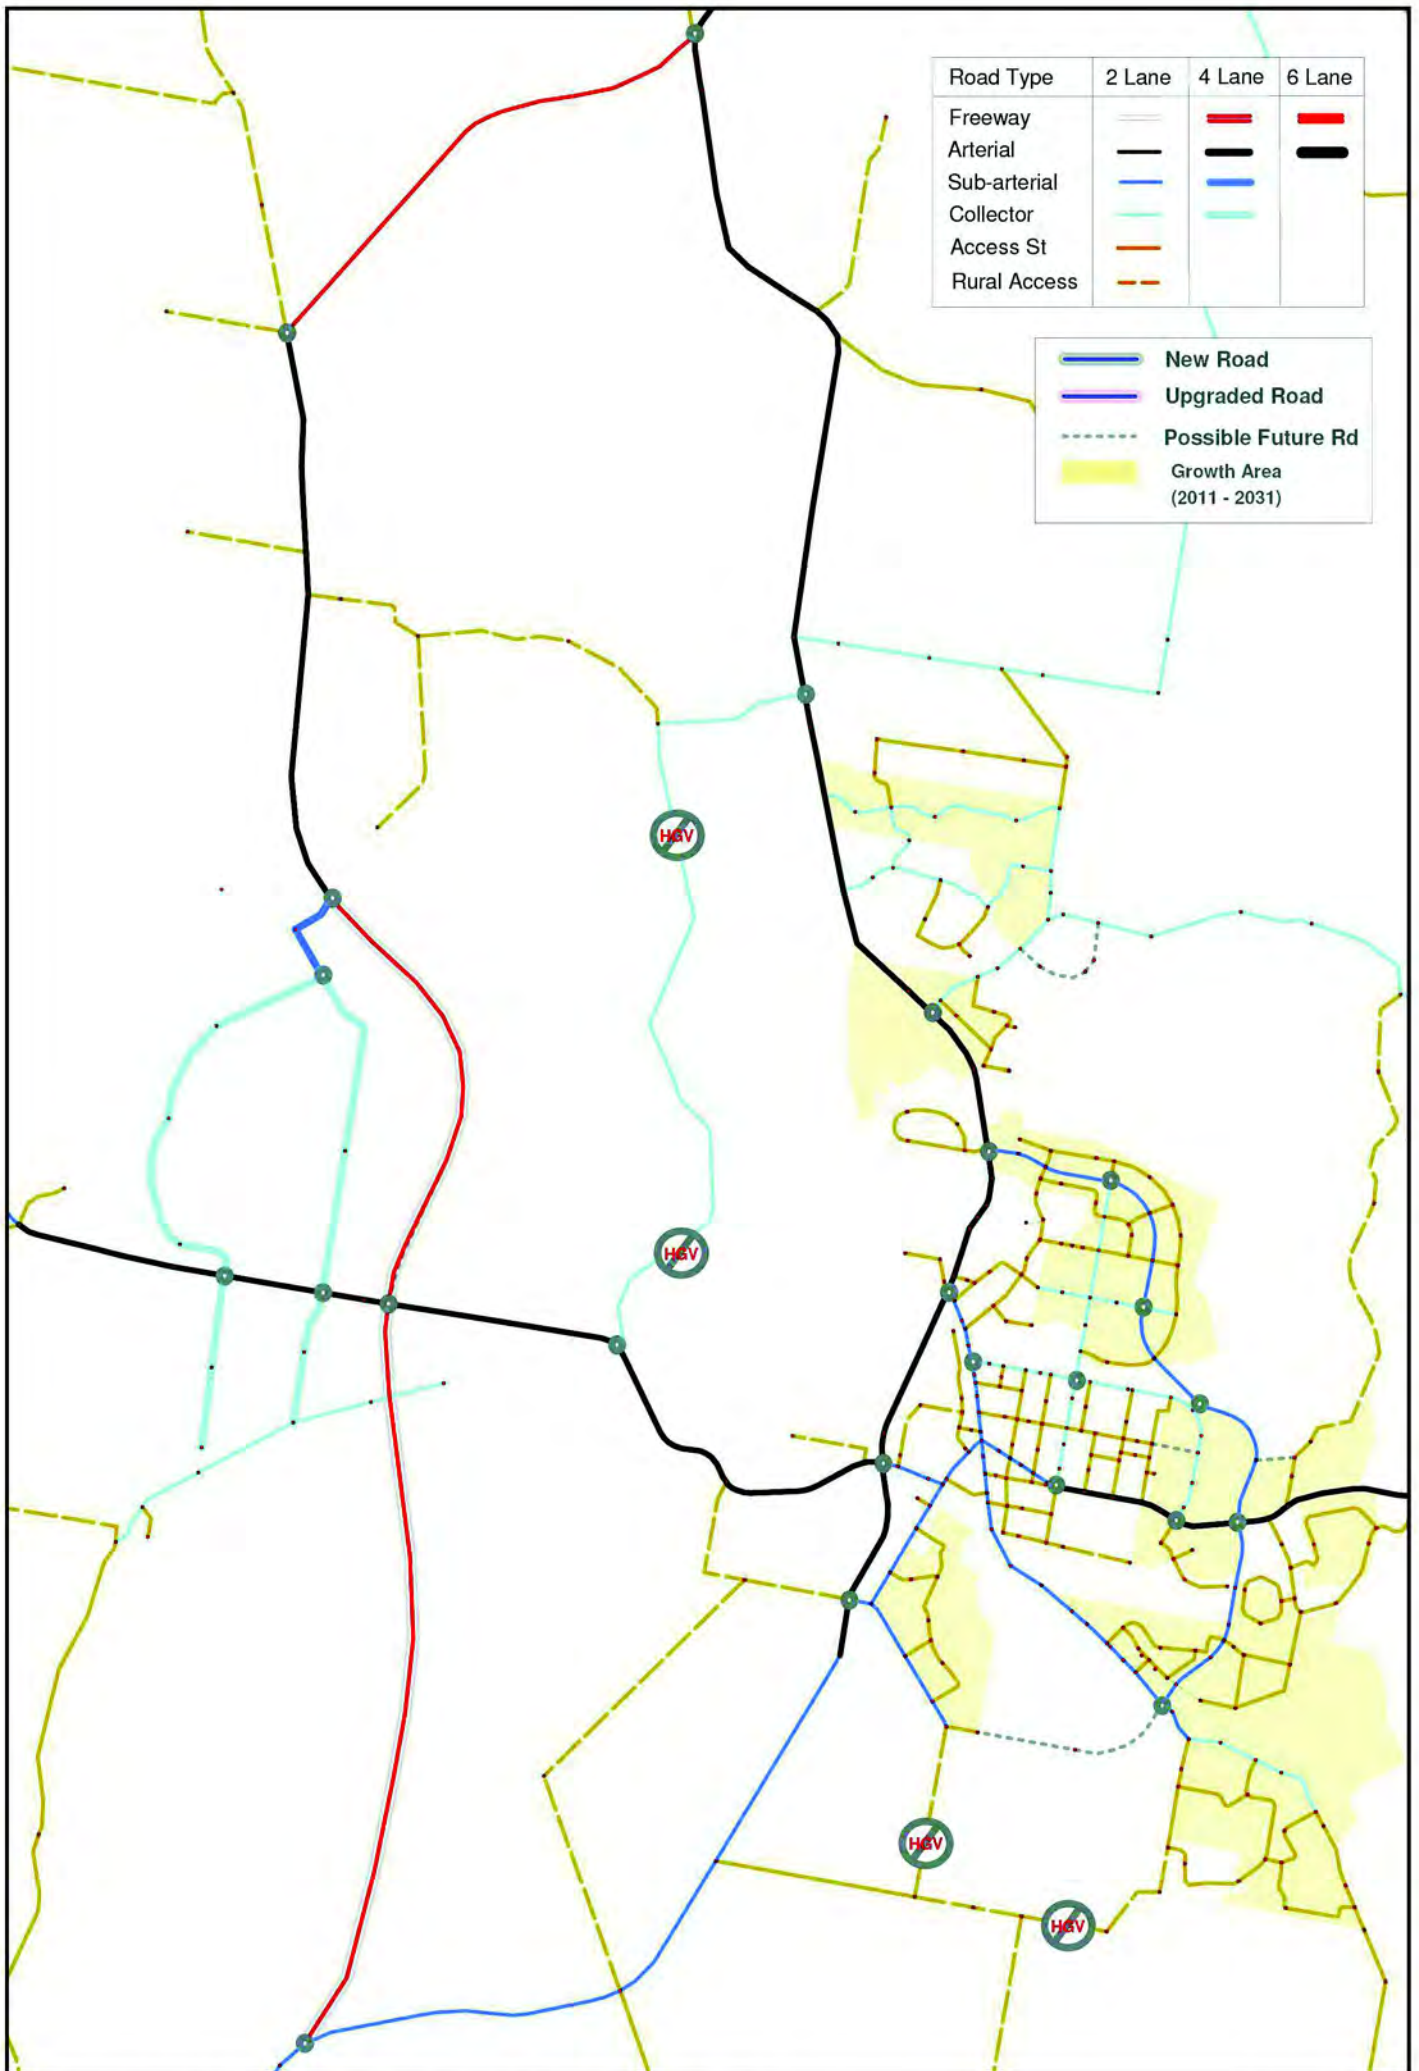 Road Type 2 Lane 4 Lane 6 Lane
Freeway
Arterial
Sub-arterial
Collector
Access St
Rural Access
New Road
Upgraded Road
Possible Future Rd
Growth Area
(2011 - 2031)
HGV
HGV
HGV
HGV